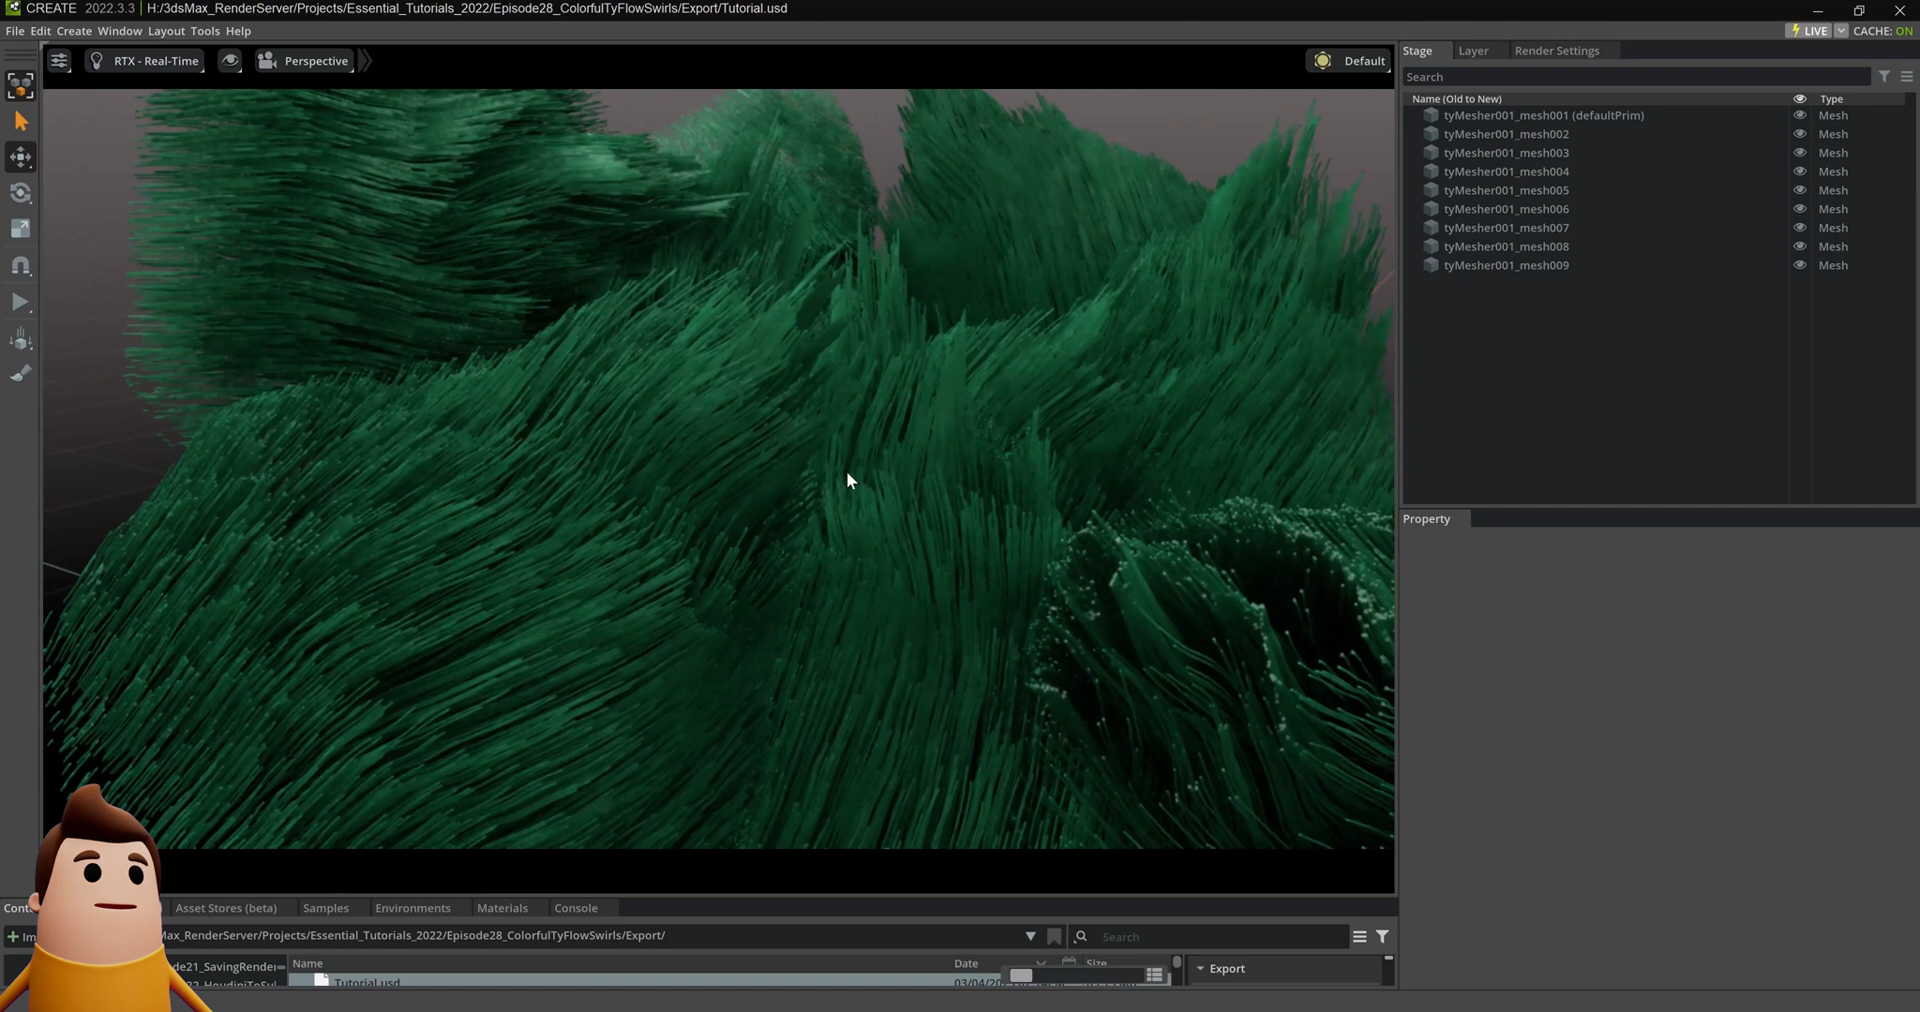 CREATE 2022.3.3 | H:/3dsMax_RenderServer/Projects/Essential_Tutorials_2022/Episode28_ColorfulTyFlowSwirls/Export/Tutorial.usd
File Edit Create Window Layout Tools Help
LIVE CACHE: ON
RTX - Real-Time Perspective Default
Stage Layer Render Settings
Search
Name (Old to New) Type
tyMesher001_mesh001 (defaultPrim) Mesh
tyMesher001_mesh002 Mesh
tyMesher001_mesh003 Mesh
tyMesher001_mesh004 Mesh
tyMesher001_mesh005 Mesh
tyMesher001_mesh006 Mesh
tyMesher001_mesh007 Mesh
tyMesher001_mesh008 Mesh
tyMesher001_mesh009 Mesh
Property
Asset Stores (beta) Samples Environments Materials Console
Max_RenderServer/Projects/Essential_Tutorials_2022/Episode28_ColorfulTyFlowSwirls/Export/ Search
Name Date Size
Export
Tutorial.usd